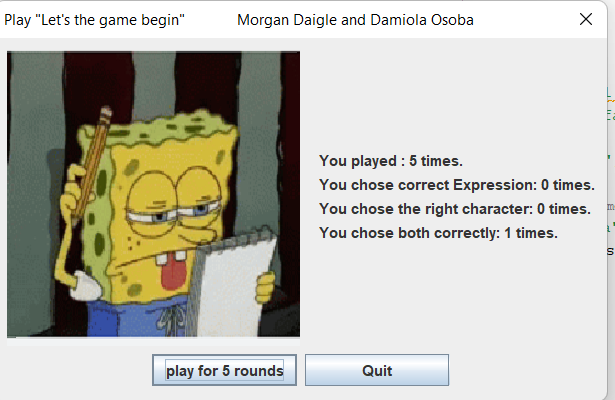 Play "Let's the game begin" Morgan Daigle and Damiola Osoba
You played : 5 times.
You chose correct Expression: 0 times.
You chose the right character: 0 times.
You chose both correctly: 1 times.
play for 5 rounds Quit